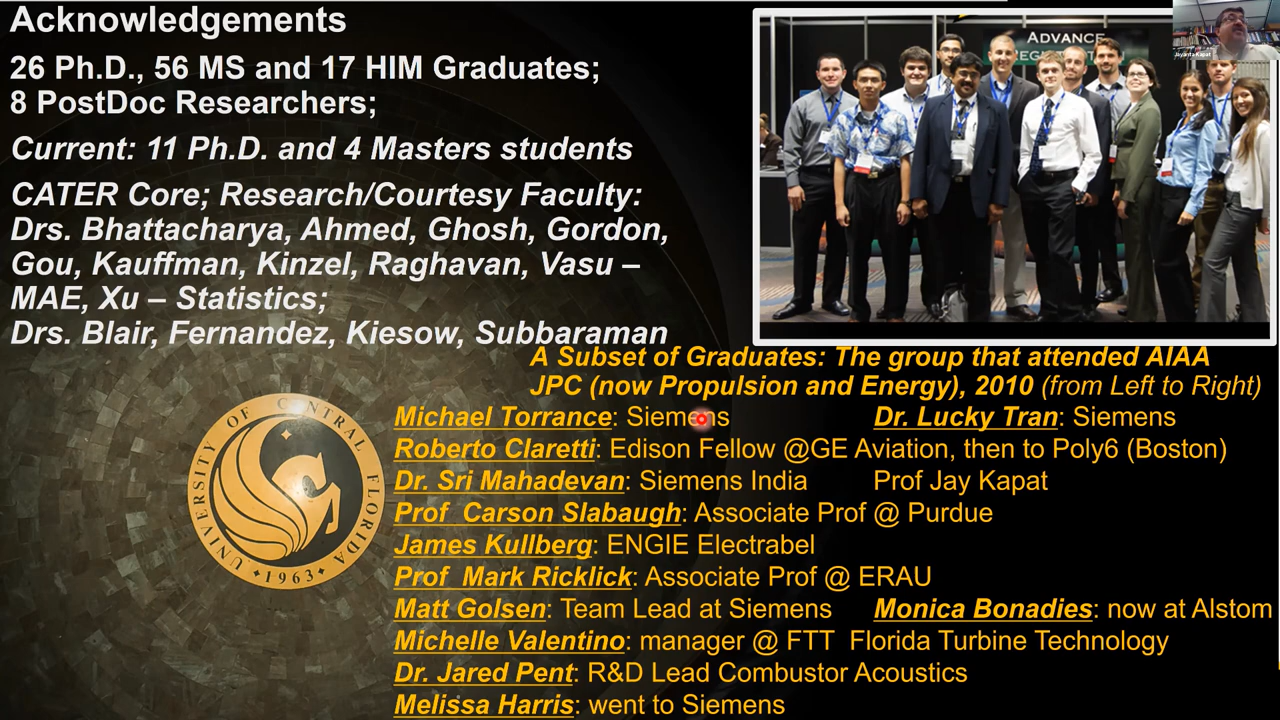 Acknowledgements
26 Ph.D., 56 MS and 17 HIM Graduates;
8 PostDoc Researchers;
Current: 11 Ph.D. and 4 Masters students
CATER Core; Research/Courtesy Faculty:
Drs. Bhattacharya, Ahmed, Ghosh, Gordon,
Gou, Kauffman, Kinzel, Raghavan, Vasu –
MAE, Xu – Statistics;
Drs. Blair, Fernandez, Kiesow, Subbaraman
ADVANCE
Jayanta Kapat
A Subset of Graduates: The group that attended AIAA
JPC (now Propulsion and Energy), 2010 (from Left to Right)
Michael Torrance: Siemens Dr. Lucky Tran: Siemens
Roberto Claretti: Edison Fellow @GE Aviation, then to Poly6 (Boston)
Dr. Sri Mahadevan: Siemens India Prof Jay Kapat
Prof Carson Slabaugh: Associate Prof @ Purdue
James Kullberg: ENGIE Electrabel
Prof Mark Ricklick: Associate Prof @ ERAU
Matt Golsen: Team Lead at Siemens Monica Bonadies: now at Alstom
Michelle Valentino: manager @ FTT Florida Turbine Technology
Dr. Jared Pent: R&D Lead Combustor Acoustics
Melissa Harris: went to Siemens
UNIVERSITY OF CENTRAL FLORIDA
1963